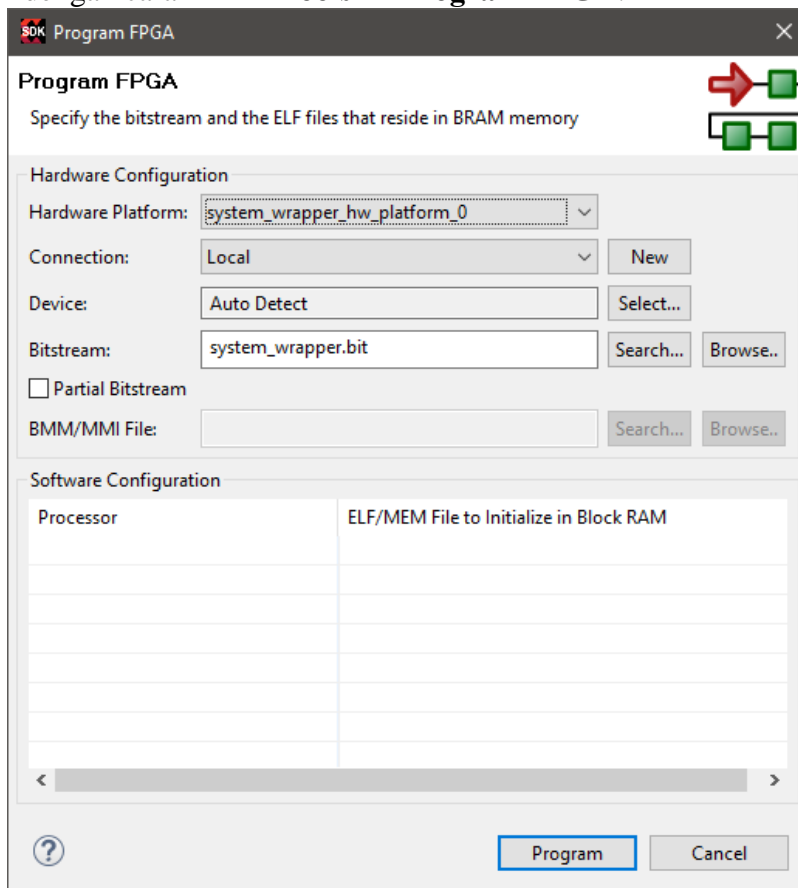 SDK Program FPGA
Program FPGA
Specify the bitstream and the ELF files that reside in BRAM memory
Hardware Configuration
Hardware Platform: system_wrapper_hw_platform_0
Connection: Local New
Device: Auto Detect Select...
Bitstream: system_wrapper.bit Search... Browse..
Partial Bitstream
BMM/MMI File: Search... Browse..
Software Configuration
Processor ELF/MEM File to Initialize in Block RAM
? Program Cancel